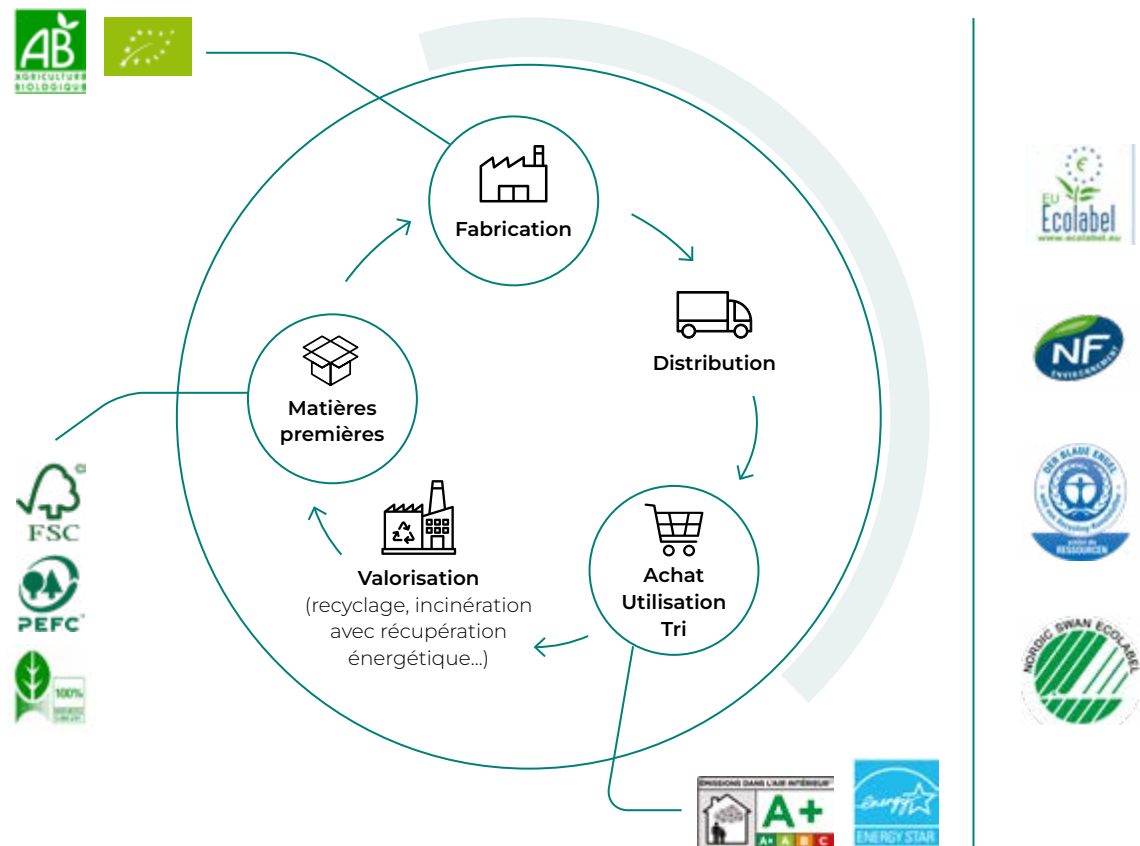 AB
AGRICULTURE
BIOLOGIQUE
Fabrication
Distribution
Matières
premières
Achat
Utilisation
Tri
Valorisation
(recyclage, incinération
avec récupération
énergétique...)
FSC
PEFC
100%
ÉMISSIONS DANS L'AIR INTÉRIEUR
A+
A+ A B C
energy
ENERGY STAR
EU
Ecolabel
www.ecolabel.eu
NF
ENVIRONNEMENT
DER BLAUE ENGEL
RESSOURCEN
NORDIC SWAN ECOLABEL